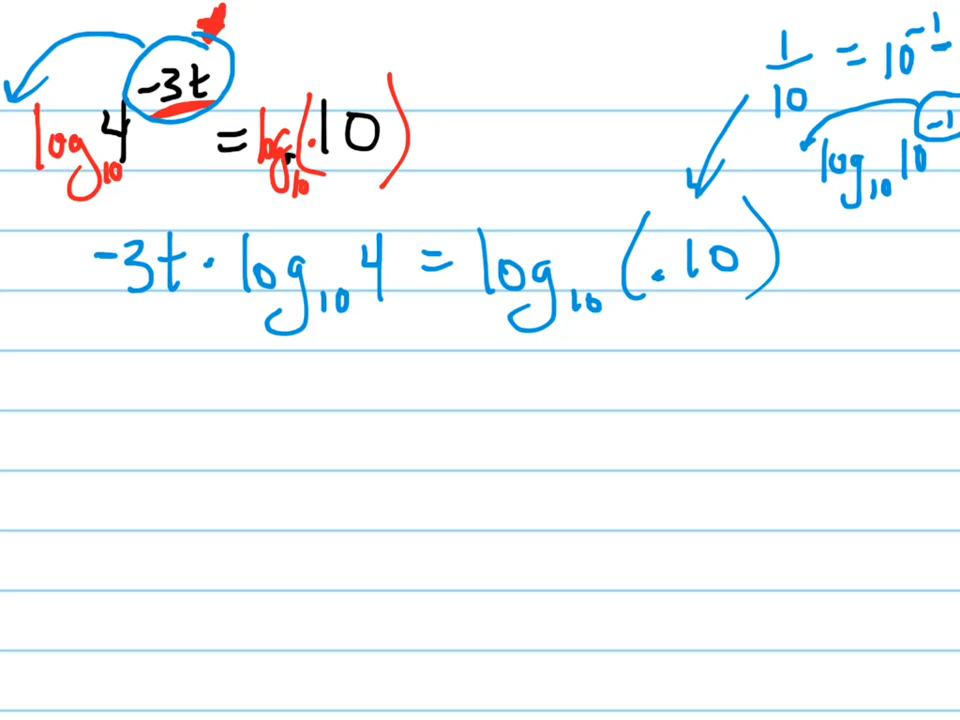 log₁₀ 4^(-3t) = log₁₀ (.10)
1/10 = 10^(-1)
log₁₀ 10^(-1)
-3t · log₁₀ 4 = log₁₀ (.10)